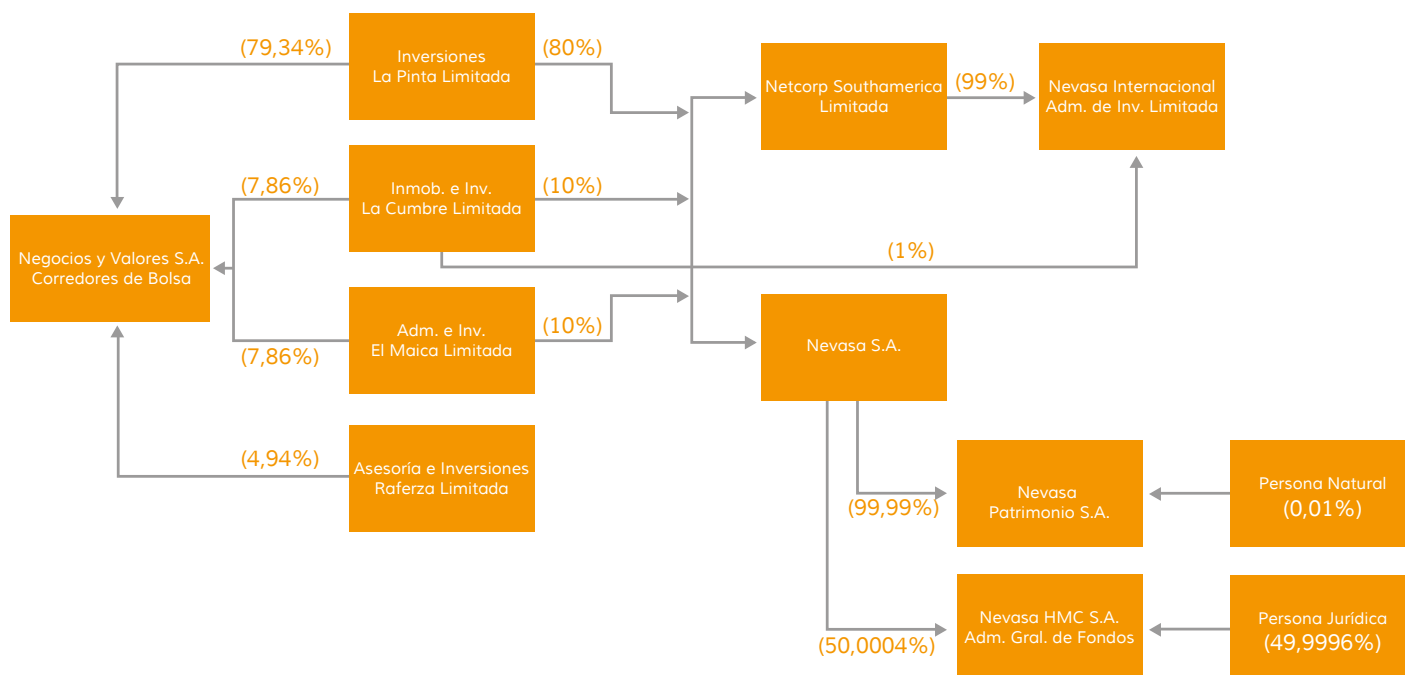 (79,34%)
Inversiones
La Pinta Limitada
(80%)
Netcorp Southamerica
Limitada
(99%)
Nevasa Internacional
Adm. de Inv. Limitada
(7,86%)
Inmob. e Inv.
La Cumbre Limitada
(10%)
(1%)
Negocios y Valores S.A.
Corredores de Bolsa
(7,86%)
Adm. e Inv.
El Maica Limitada
(10%)
Nevasa S.A.
(4,94%)
Asesoría e Inversiones
Raferza Limitada
(99,99%)
Nevasa
Patrimonio S.A.
Persona Natural
(0,01%)
(50,0004%)
Nevasa HMC S.A.
Adm. Gral. de Fondos
Persona Jurídica
(49,9996%)